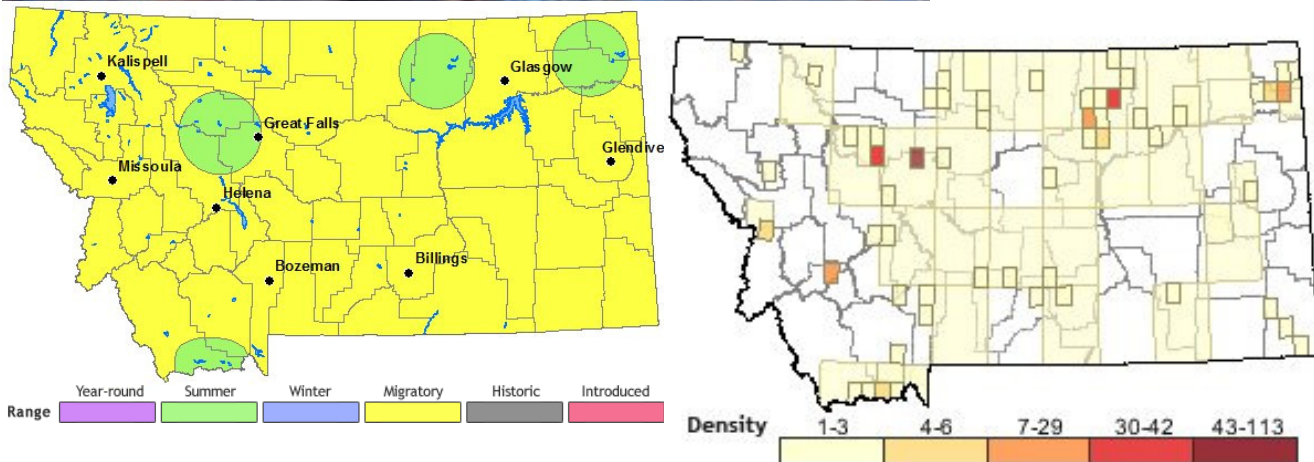 Kalispell
Glasgow
Great Falls
Glendive
Missoula
Helena
Bozeman
Billings
Year-round Summer Winter Migratory Historic Introduced
Range
Density 1-3 4-6 7-29 30-42 43-113